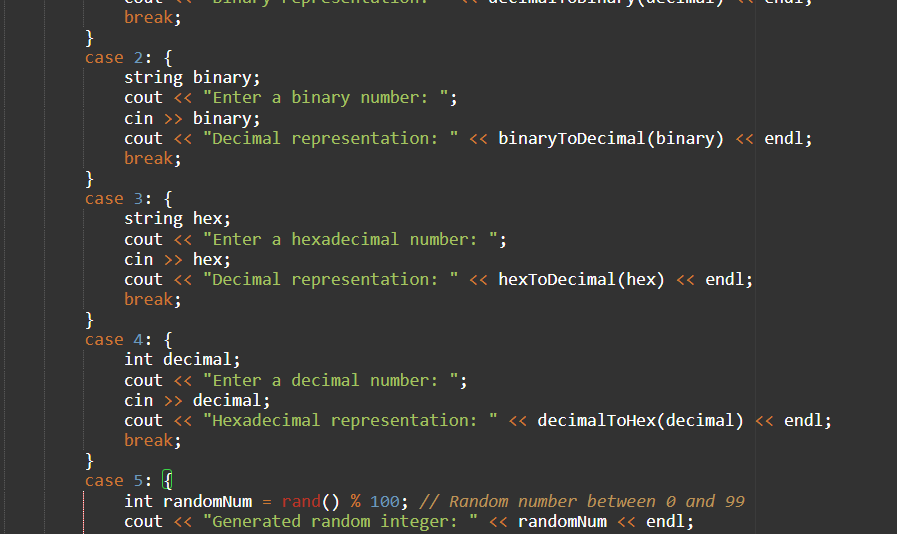 cout << "Binary representation: " << decimalToBinary(decimal) << endl;
break;
}
case 2: {
string binary;
cout << "Enter a binary number: ";
cin >> binary;
cout << "Decimal representation: " << binaryToDecimal(binary) << endl;
break;
}
case 3: {
string hex;
cout << "Enter a hexadecimal number: ";
cin >> hex;
cout << "Decimal representation: " << hexToDecimal(hex) << endl;
break;
}
case 4: {
int decimal;
cout << "Enter a decimal number: ";
cin >> decimal;
cout << "Hexadecimal representation: " << decimalToHex(decimal) << endl;
break;
}
case 5: {
int randomNum = rand() % 100; // Random number between 0 and 99
cout << "Generated random integer: " << randomNum << endl;